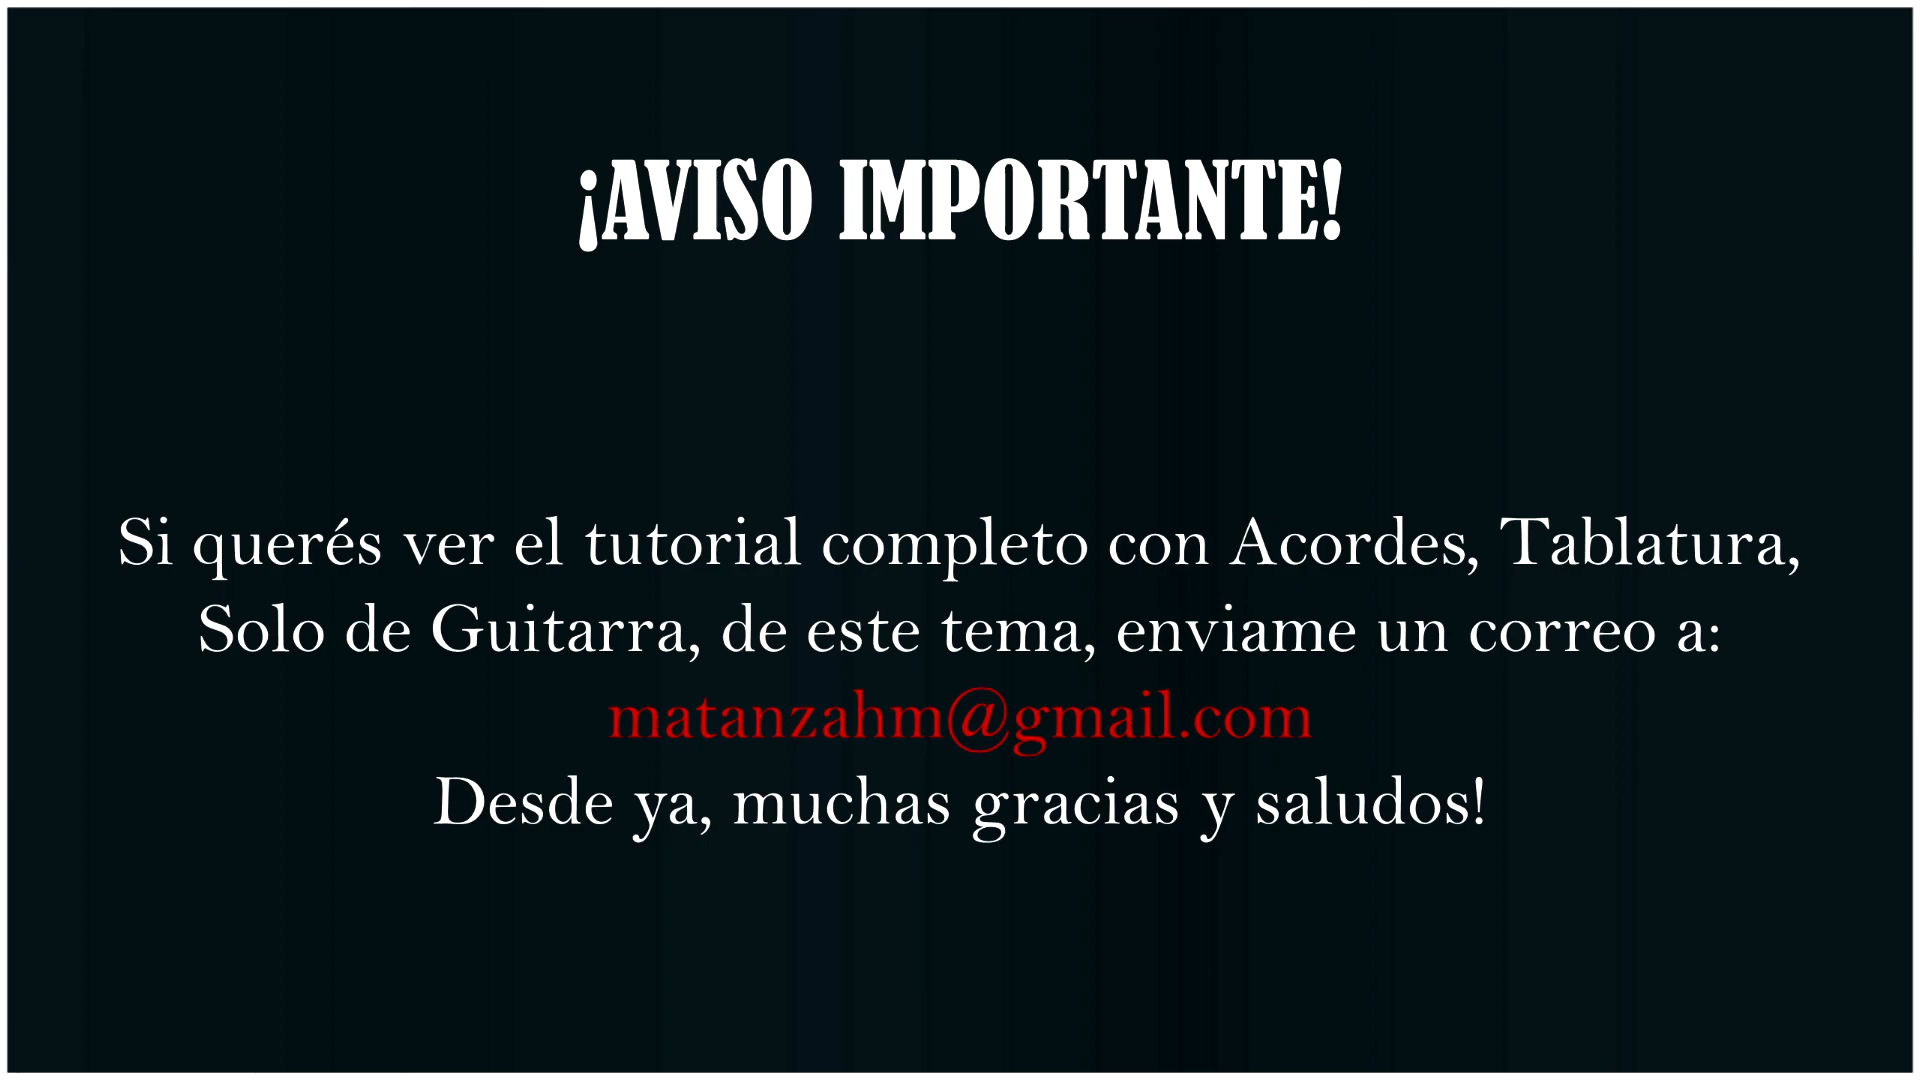 ¡AVISO IMPORTANTE!
Si querés ver el tutorial completo con Acordes, Tablatura,
Solo de Guitarra, de este tema, enviame un correo a:
matanzahm@gmail.com
Desde ya, muchas gracias y saludos!